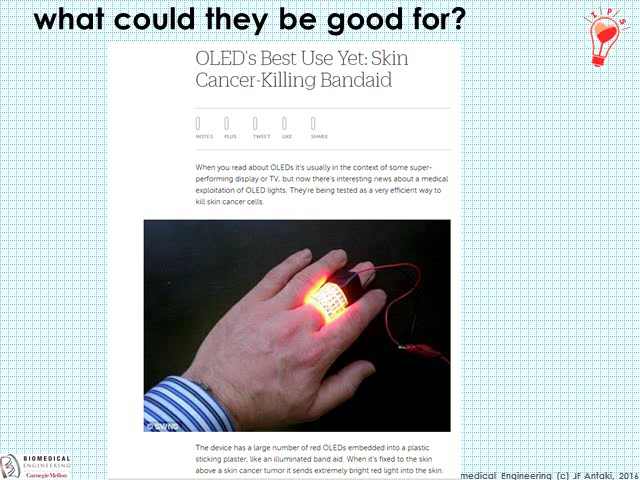 what could they be good for?
I P S
OLED's Best Use Yet: Skin
Cancer-Killing Bandaid
NOTES PLUS TWEET LIKE SHARE
When you read about OLEDs it's usually in the context of some super-
performing display or TV, but now there's interesting news about a medical
exploitation of OLED lights. They're being tested as a very efficient way to
kill skin cancer cells.
© SWNS
The device has a large number of red OLEDs embedded into a plastic
sticking plaster, like an illuminated band aid. When it's fixed to the skin
above a skin cancer tumor it sends extremely bright red light into the skin.
BIOMEDICAL
ENGINEERING
Carnegie Mellon
medical Engineering (c) JF Antaki, 2016